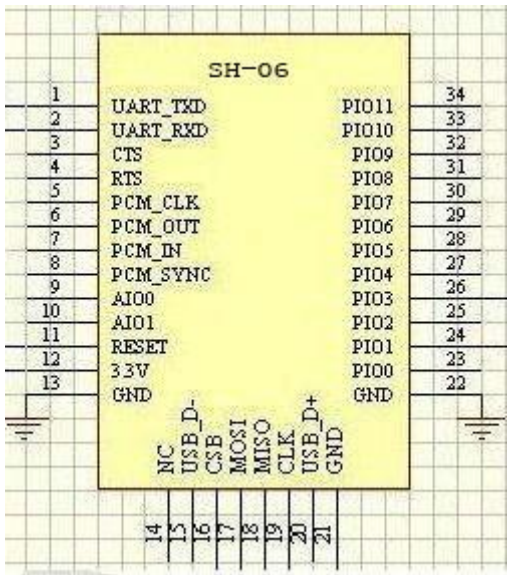 SH-06
1 UART_TXD PIO11 34
2 UART_RXD PIO10 33
3 CTS PIO9 32
4 RTS PIO8 31
5 PCM_CLK PIO7 30
6 PCM_OUT PIO6 29
7 PCM_IN PIO5 28
8 PCM_SYNC PIO4 27
9 AIO0 PIO3 26
10 AIO1 PIO2 25
11 RESET PIO1 24
12 3.3V PIO0 23
13 GND GND 22
NC
USB_D-
CSB
MOSI
MISO
CLK
USB_D+
GND
14
15
16
17
18
19
20
21